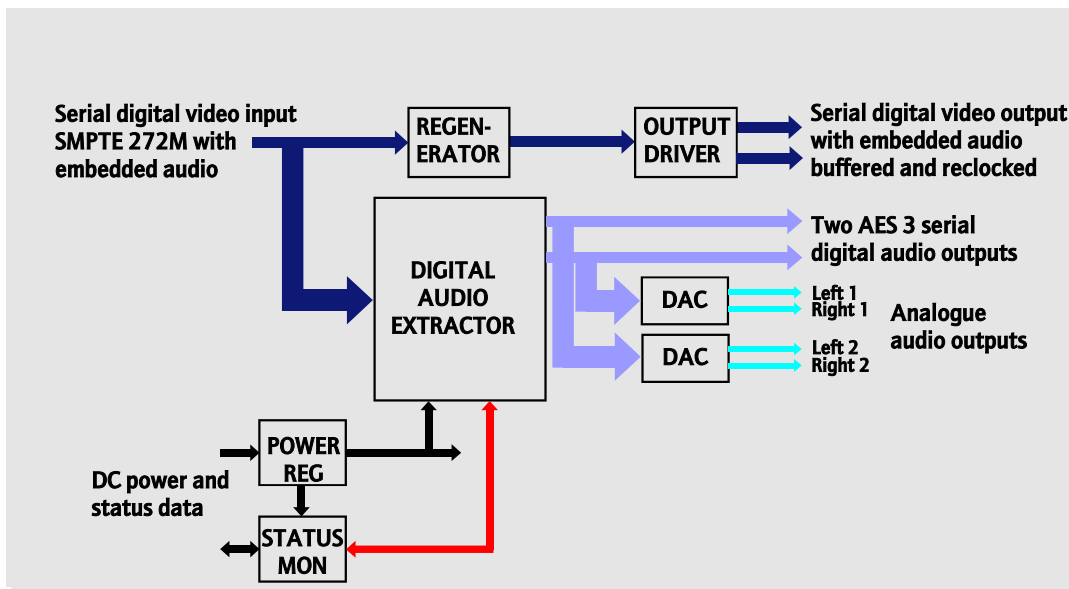 Serial digital video input
SMPTE 272M with
embedded audio
REGEN-
ERATOR
OUTPUT
DRIVER
Serial digital video output
with embedded audio
buffered and reclocked
DIGITAL
AUDIO
EXTRACTOR
Two AES 3 serial
digital audio outputs
DAC
Left 1
Right 1
DAC
Left 2
Right 2
Analogue
audio outputs
DC power and
status data
POWER
REG
STATUS
MON